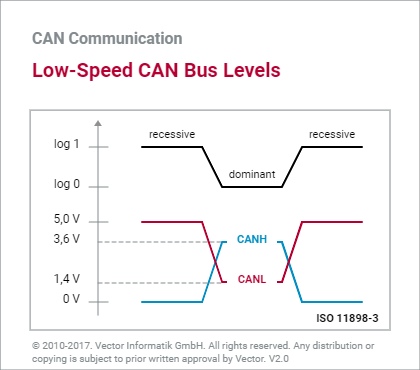 CAN Communication
Low-Speed CAN Bus Levels
recessive
recessive
log 1
dominant
log 0
5,0 V
3,6 V
CANH
1,4 V
CANL
0 V
ISO 11898-3
© 2010-2017. Vector Informatik GmbH. All rights reserved. Any distribution or
copying is subject to prior written approval by Vector. V2.0